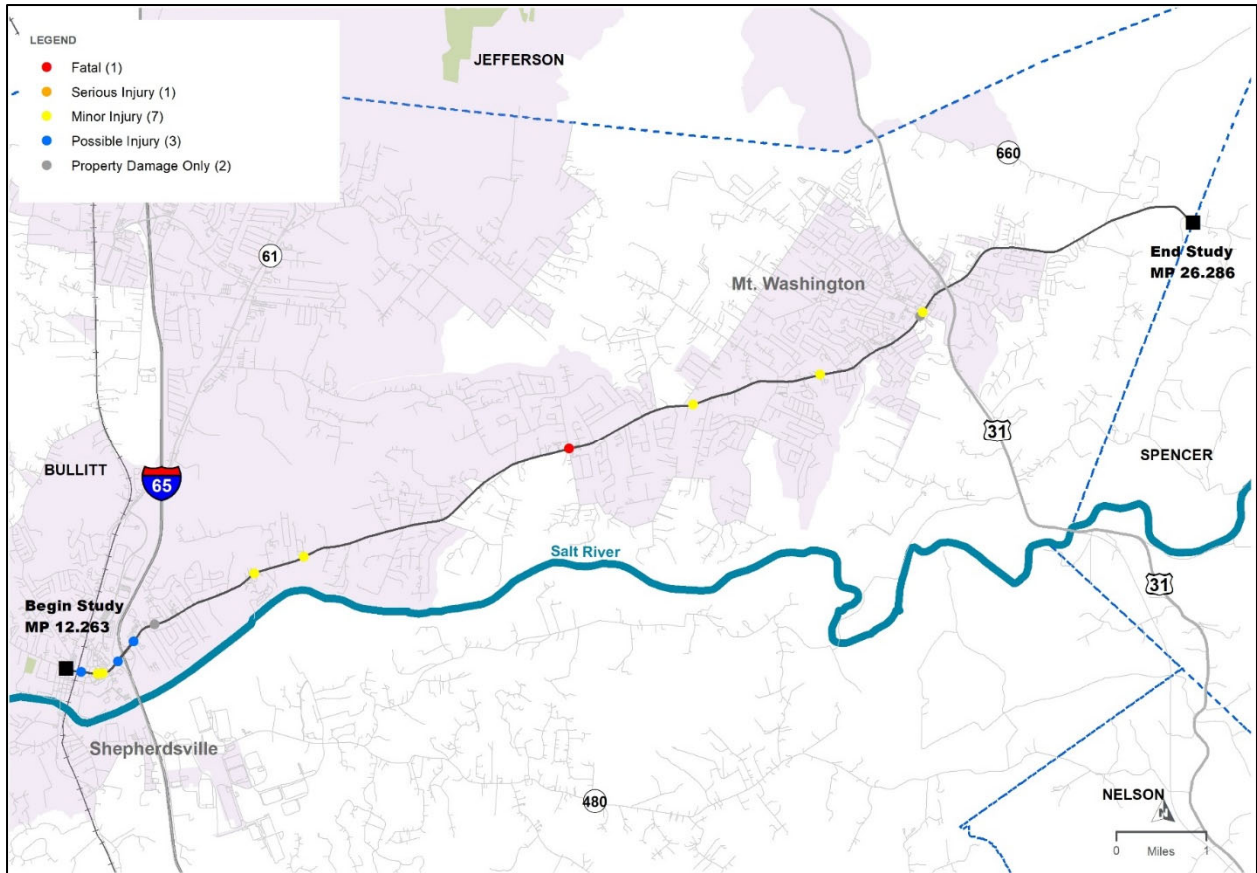 LEGEND
Fatal (1)
Serious Injury (1)
Minor Injury (7)
Possible Injury (3)
Property Damage Only (2)
JEFFERSON
660
61
End Study
MP 26.286
Mt. Washington
31
SPENCER
BULLITT
65
Salt River
Begin Study
MP 12.263
31
Shepherdsville
480
NELSON
N
0 Miles 1